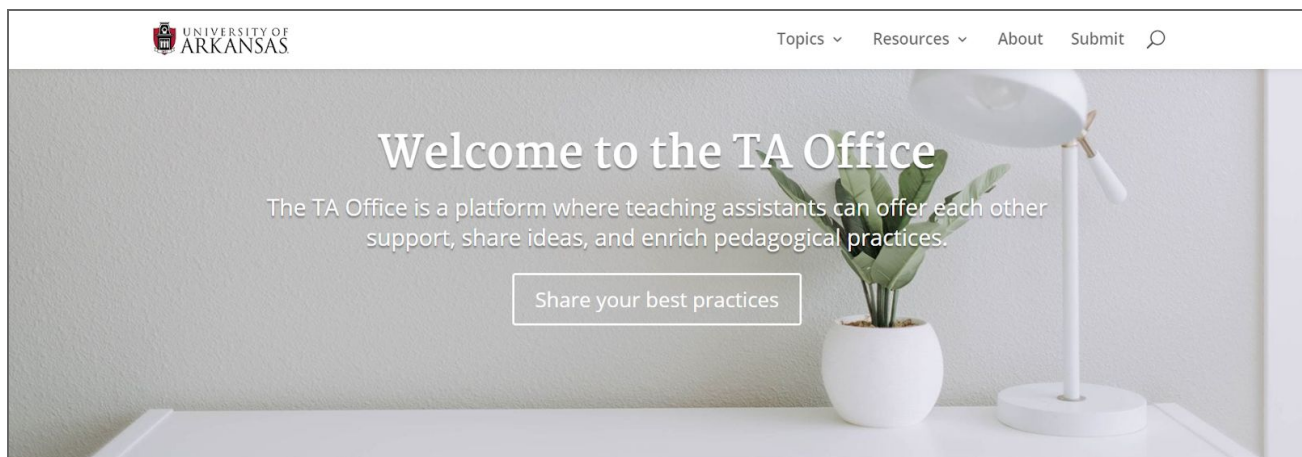 UNIVERSITY OF
ARKANSAS
Topics Resources About Submit
Welcome to the TA Office
The TA Office is a platform where teaching assistants can offer each other
support, share ideas, and enrich pedagogical practices.
Share your best practices